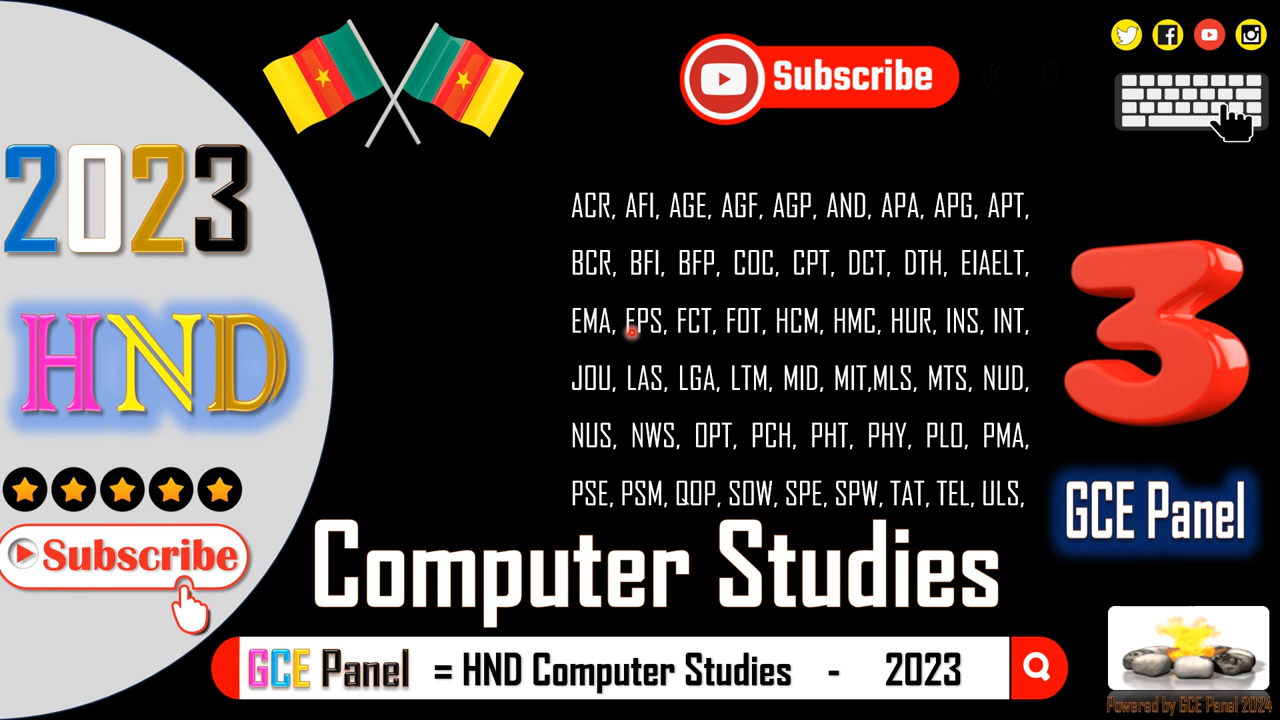 Subscribe
2023
HND
ACR, AFI, AGE, AGF, AGP, AND, APA, APG, APT,
BCR, BFI, BFP, COC, CPT, DCT, DTH, EIAELT,
EMA, EPS, FCT, FOT, HCM, HMC, HUR, INS, INT,
JOU, LAS, LGA, LTM, MID, MIT,MLS, MTS, NUD,
NUS, NWS, OPT, PCH, PHT, PHY, PLO, PMA,
PSE, PSM, QOP, SOW, SPE, SPW, TAT, TEL, ULS,
3
GCE Panel
Subscribe
Computer Studies
GCE Panel = HND Computer Studies - 2023
Powered by GCE Panel 2024